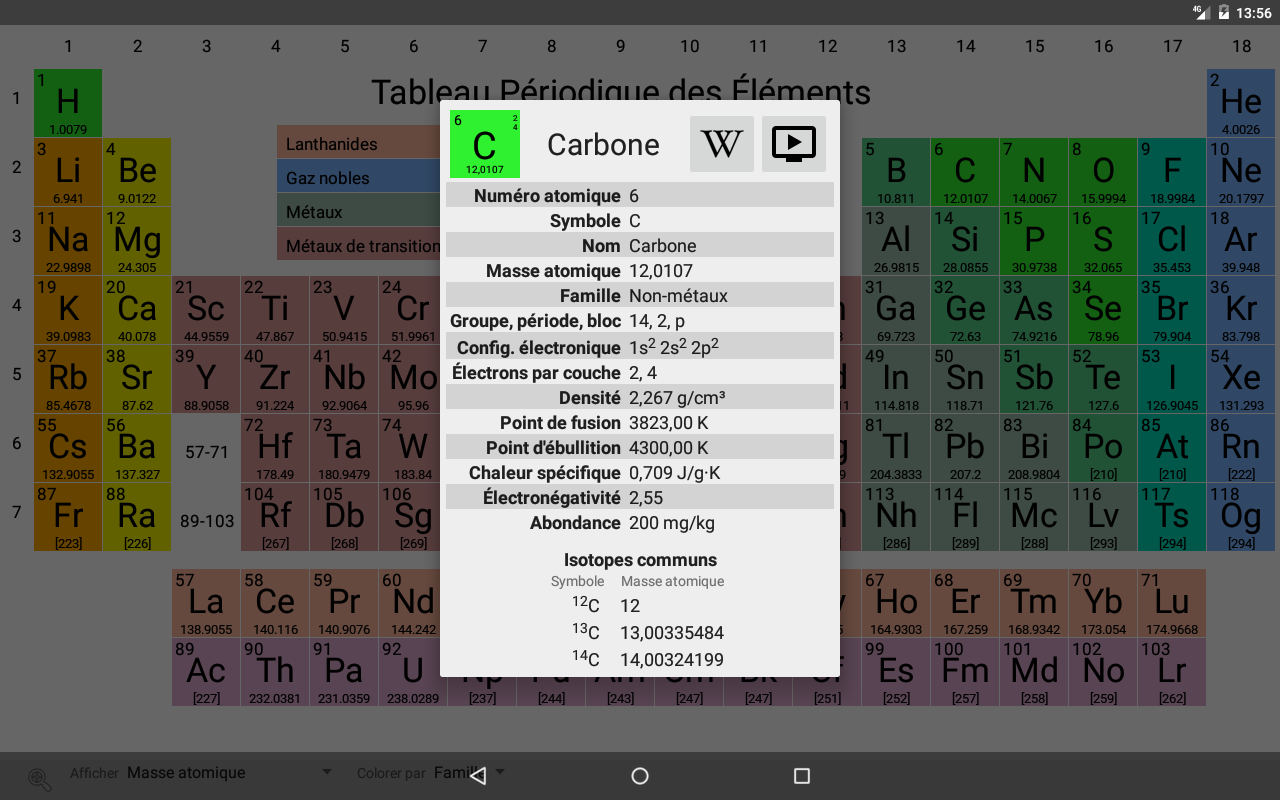 13:56
1 2 3 4 5 6 7 8 9 10 11 12 13 14 15 16 17 18
Tableau Périodique des Éléments
1
1 H 1.0079
2 He 4.0026
Lanthanides
Gaz nobles
Métaux
Métaux de transition
2
3 Li 6.941
4 Be 9.0122
5 B 10.811
6 C 12.0107
7 N 14.0067
8 O 15.9994
9 F 18.9984
10 Ne 20.1797
3
11 Na 22.9898
12 Mg 24.305
13 Al 26.9815
14 Si 28.0855
15 P 30.9738
16 S 32.065
17 Cl 35.453
18 Ar 39.948
4
19 K 39.0983
20 Ca 40.078
21 Sc 44.9559
22 Ti 47.867
23 V 50.9415
24 Cr 51.9961
31 Ga 69.723
32 Ge 72.63
33 As 74.9216
34 Se 78.96
35 Br 79.904
36 Kr 83.798
5
37 Rb 85.4678
38 Sr 87.62
39 Y 88.9058
40 Zr 91.224
41 Nb 92.9064
42 Mo 95.96
49 In 114.818
50 Sn 118.71
51 Sb 121.76
52 Te 127.6
53 I 126.9045
54 Xe 131.293
6
55 Cs 132.9055
56 Ba 137.327
57-71
72 Hf 178.49
73 Ta 180.9479
74 W 183.84
81 Tl 204.3833
82 Pb 207.2
83 Bi 208.9804
84 Po [210]
85 At [210]
86 Rn [222]
7
87 Fr [223]
88 Ra [226]
89-103
104 Rf [267]
105 Db [268]
106 Sg [269]
113 Nh [286]
114 Fl [289]
115 Mc [288]
116 Lv [293]
117 Ts [294]
118 Og [294]
57 La 138.9055
58 Ce 140.116
59 Pr 140.9076
60 Nd 144.242
67 Ho 164.9303
68 Er 167.259
69 Tm 168.9342
70 Yb 173.054
71 Lu 174.9668
89 Ac [227]
90 Th 232.0381
91 Pa 231.0359
92 U 238.0289
[237]
[244]
[243]
[247]
[247]
[251]
99 Es [252]
100 Fm [257]
101 Md [258]
102 No [259]
103 Lr [262]
6 C 12,0107 2 4
Carbone
W
Numéro atomique 6
Symbole C
Nom Carbone
Masse atomique 12,0107
Famille Non-métaux
Groupe, période, bloc 14, 2, p
Config. électronique 1s² 2s² 2p²
Électrons par couche 2, 4
Densité 2,267 g/cm³
Point de fusion 3823,00 K
Point d'ébullition 4300,00 K
Chaleur spécifique 0,709 J/g·K
Électronégativité 2,55
Abondance 200 mg/kg
Isotopes communs
Symbole Masse atomique
¹²C 12
¹³C 13,00335484
¹⁴C 14,00324199
Afficher Masse atomique Colorer par Famille